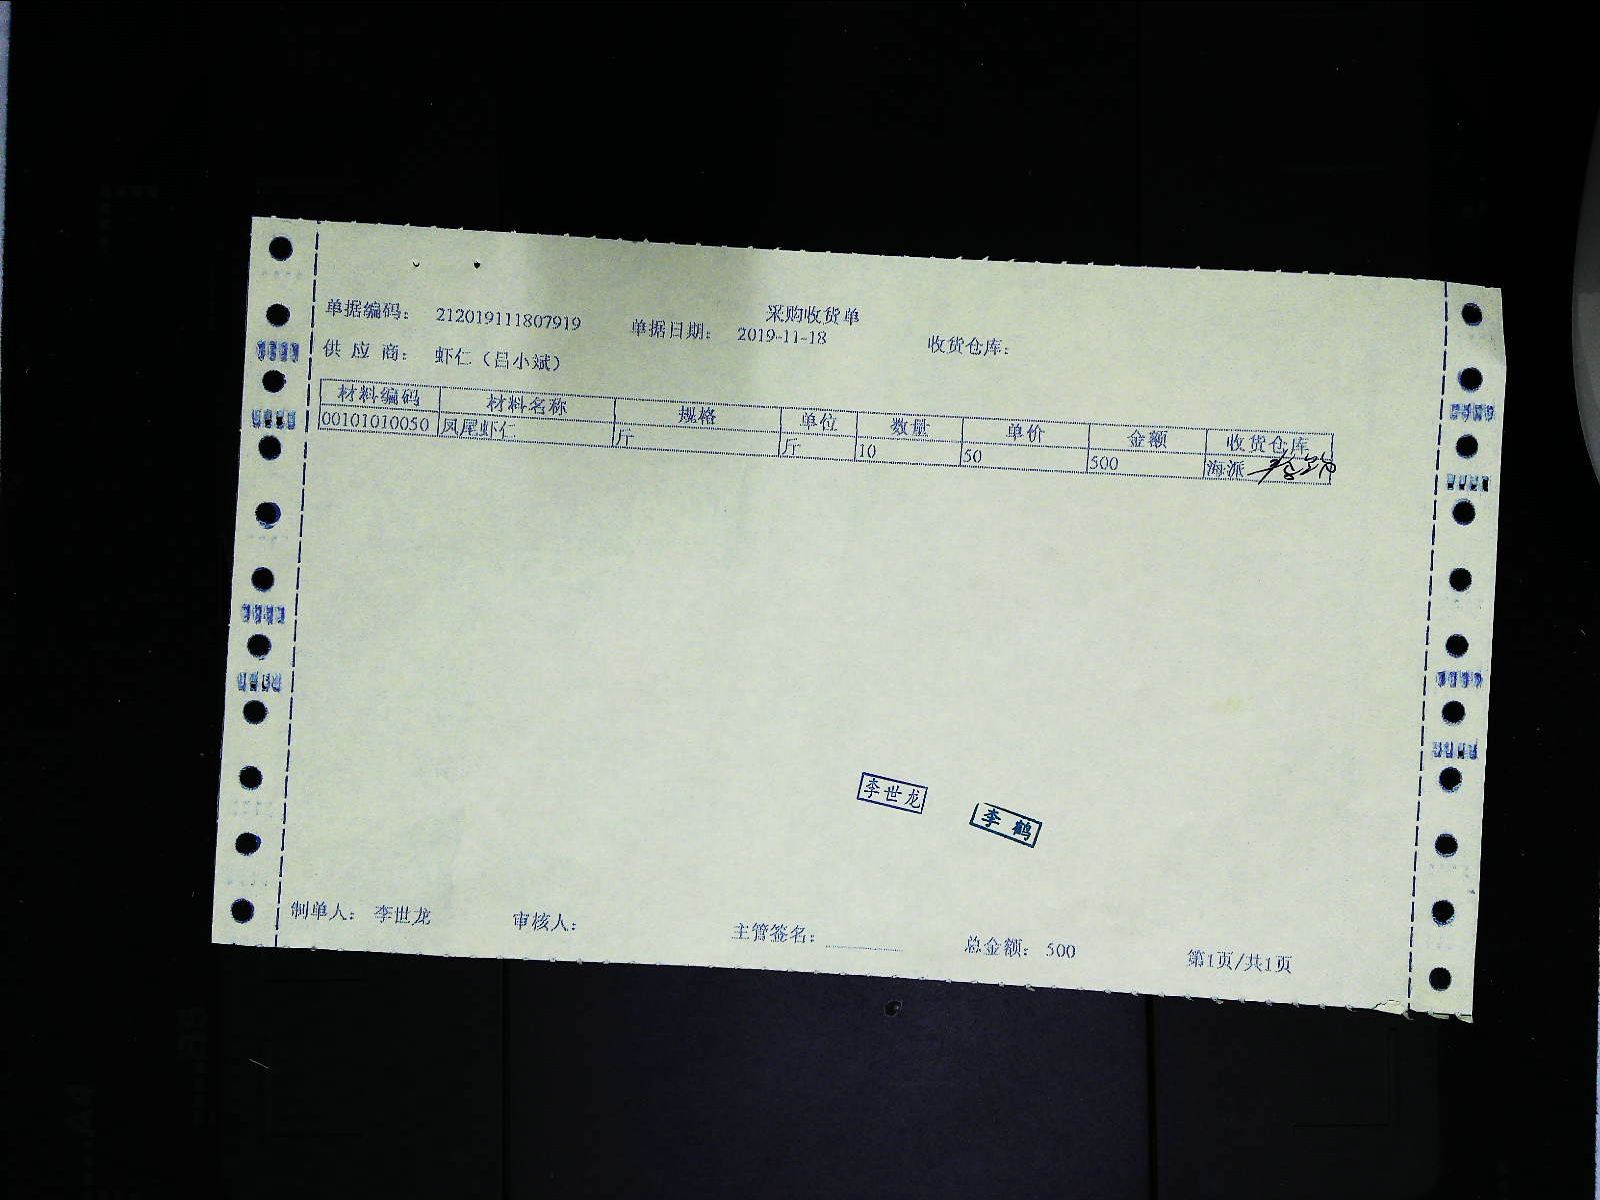 采购收货单
单据编码： 212019111807919 单据日期： 2019-11-18 收货仓库：
供 应 商： 虾仁（吕小斌）
材料编码 材料名称 规格 单位 数量 单价 金额 收货仓库
00101010050 凤尾虾仁 斤 斤 10 50 500 海派
李世龙
李鹤
制单人： 李世龙 审核人： 主管签名： 总金额： 500 第1页/共1页